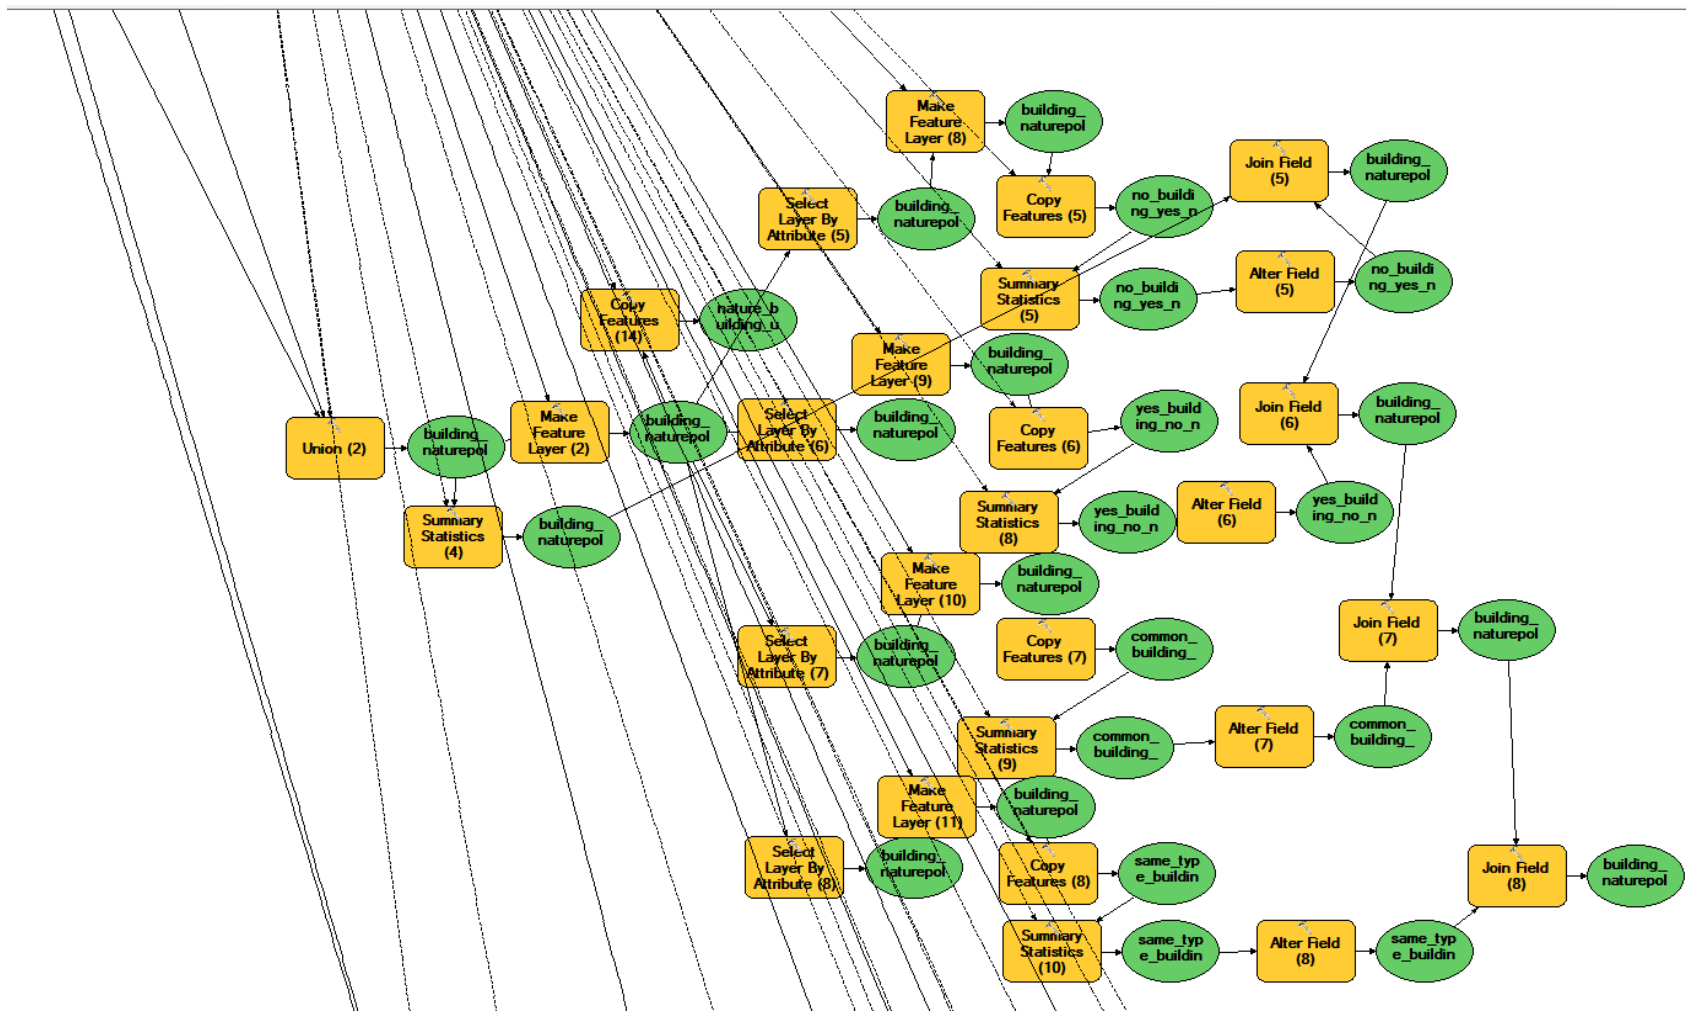 Make
Feature
Layer (8)
building_
naturepol
Join Field
(5)
building_
naturepol
Copy
Features (5)
no_buildi
ng_yes_n
Select
Layer By
Attribute (5)
building_
naturepol
Summary
Statistics
(5)
no_buildi
ng_yes_n
Alter Field
(5)
no_buildi
ng_yes_n
Copy
Features
(14)
nature_b
uilding_u
Make
Feature
Layer (9)
building_
naturepol
Join Field
(6)
building_
naturepol
Union (2)
building_
naturepol
Make
Feature
Layer (2)
building_
naturepol
Select
Layer By
Attribute (6)
building_
naturepol
Copy
Features (6)
yes_build
ing_no_n
Summary
Statistics
(4)
building_
naturepol
Summary
Statistics
(8)
yes_build
ing_no_n
Alter Field
(6)
yes_build
ing_no_n
Make
Feature
Layer (10)
building_
naturepol
Select
Layer By
Attribute (7)
building_
naturepol
Copy
Features (7)
common_
building_
Join Field
(7)
building_
naturepol
Summary
Statistics
(9)
common_
building_
Alter Field
(7)
common_
building_
Make
Feature
Layer (11)
building_
naturepol
Select
Layer By
Attribute (8)
building_
naturepol
Copy
Features (8)
same_typ
e_buildin
Join Field
(8)
building_
naturepol
Summary
Statistics
(10)
same_typ
e_buildin
Alter Field
(8)
same_typ
e_buildin